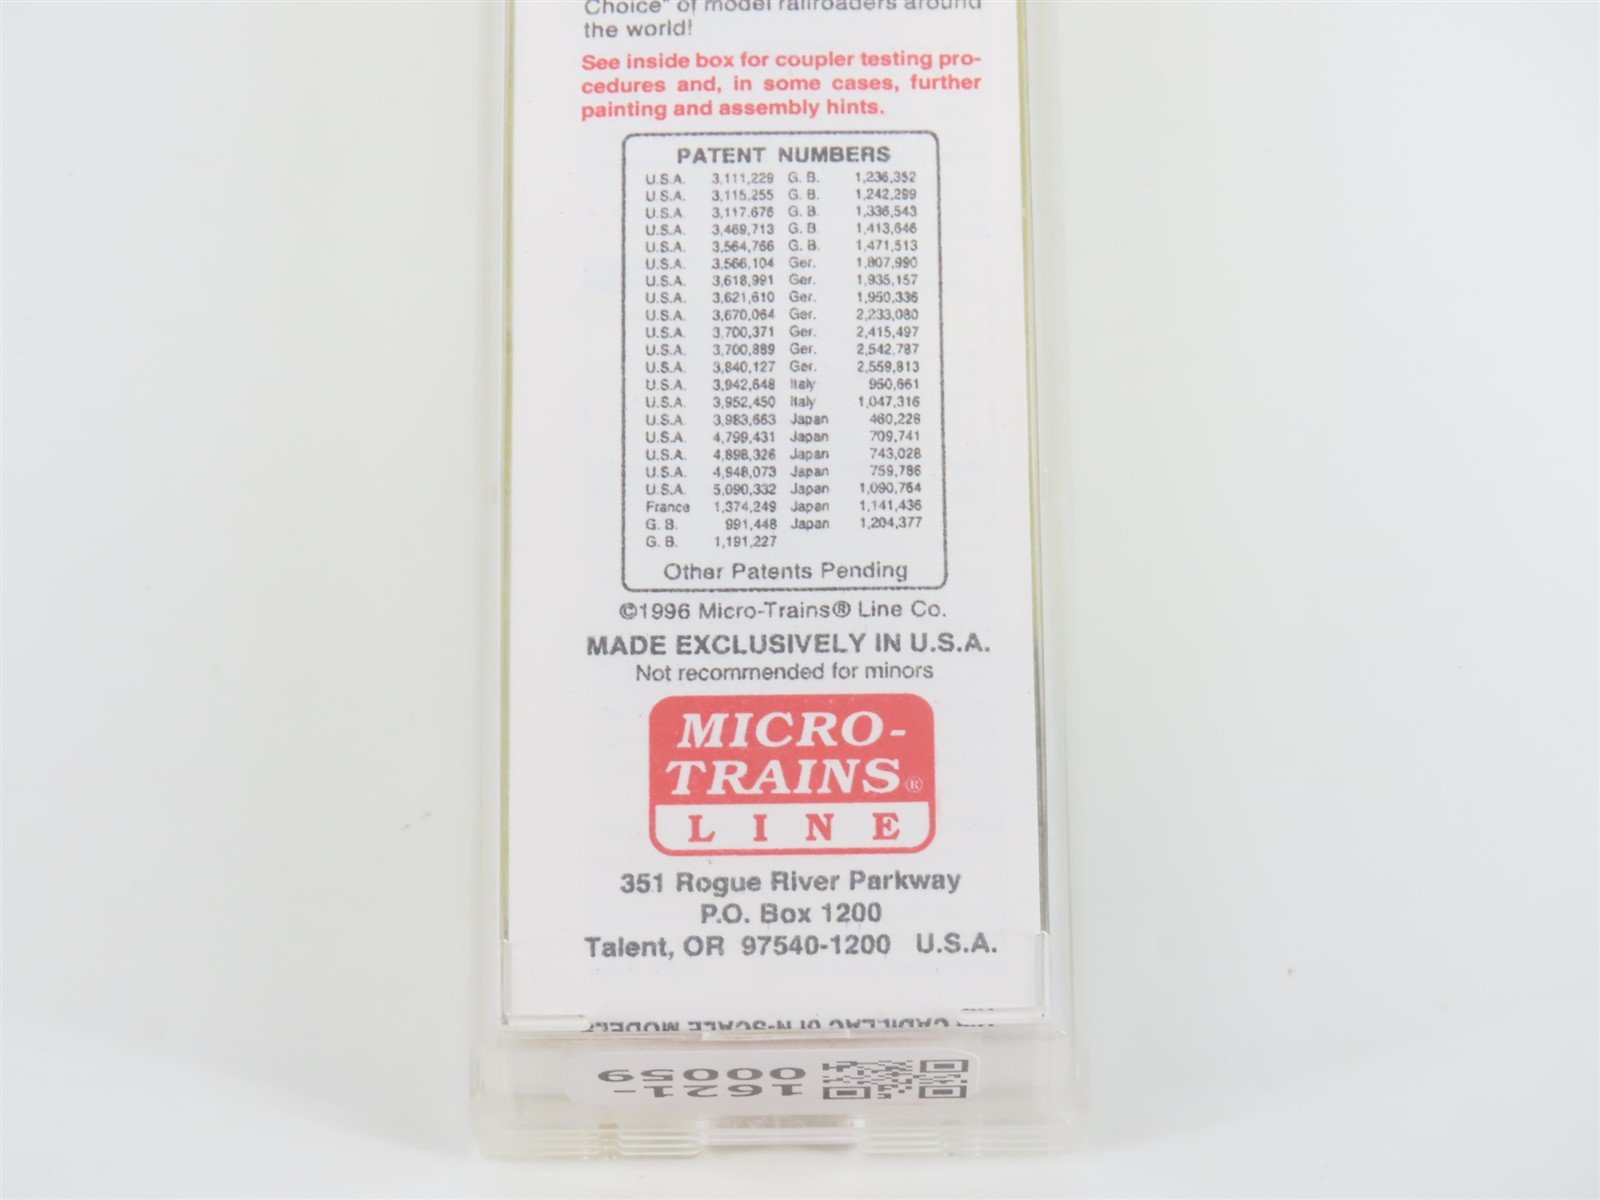 Choice" of model railroaders around
the world!
See inside box for coupler testing pro-
cedures and, in some cases, further
painting and assembly hints.
PATENT NUMBERS
U.S.A. 3,111,229 G. B. 1,236,352
U.S.A. 3,115,255 G. B. 1,242,299
U.S.A. 3,117,676 G. B. 1,336,543
U.S.A. 3,469,713 G. B. 1,413,646
U.S.A. 3,564,766 G. B. 1,471,513
U.S.A. 3,566,104 Ger. 1,807,990
U.S.A. 3,618,991 Ger. 1,935,157
U.S.A. 3,621,610 Ger. 1,950,336
U.S.A. 3,670,064 Ger. 2,233,080
U.S.A. 3,700,371 Ger. 2,415,497
U.S.A. 3,700,889 Ger. 2,542,787
U.S.A. 3,840,127 Ger. 2,559,813
U.S.A. 3,942,648 Italy 950,661
U.S.A. 3,952,450 Italy 1,047,316
U.S.A. 3,983,663 Japan 460,228
U.S.A. 4,799,431 Japan 709,741
U.S.A. 4,898,326 Japan 743,028
U.S.A. 4,948,073 Japan 759,786
U.S.A. 5,090,332 Japan 1,090,764
France 1,374,249 Japan 1,141,436
G. B. 991,448 Japan 1,204,377
G. B. 1,191,227
Other Patents Pending
©1996 Micro-Trains® Line Co.
MADE EXCLUSIVELY IN U.S.A.
Not recommended for minors
MICRO-
TRAINS®
LINE
351 Rogue River Parkway
P.O. Box 1200
Talent, OR 97540-1200 U.S.A.
CADILLAC of N-SCALE MODELS
1621-
00059